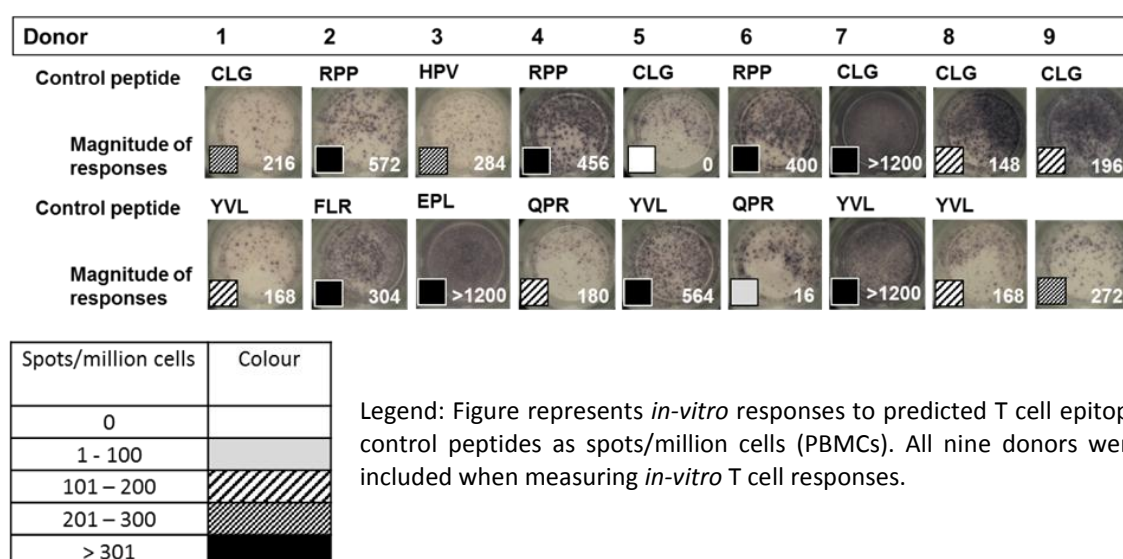 Donor 1 2 3 4 5 6 7 8 9
Control peptide CLG RPP HPV RPP CLG RPP CLG CLG CLG
Magnitude of
responses 216 572 284 456 0 400 >1200 148 196
Control peptide YVL FLR EPL QPR YVL QPR YVL YVL
Magnitude of
responses 168 304 >1200 180 564 16 >1200 168 272
Spots/million cells Colour
0
1 - 100
101 – 200
201 – 300
> 301
Legend: Figure represents in-vitro responses to predicted T cell epitop
control peptides as spots/million cells (PBMCs). All nine donors wer
included when measuring in-vitro T cell responses.